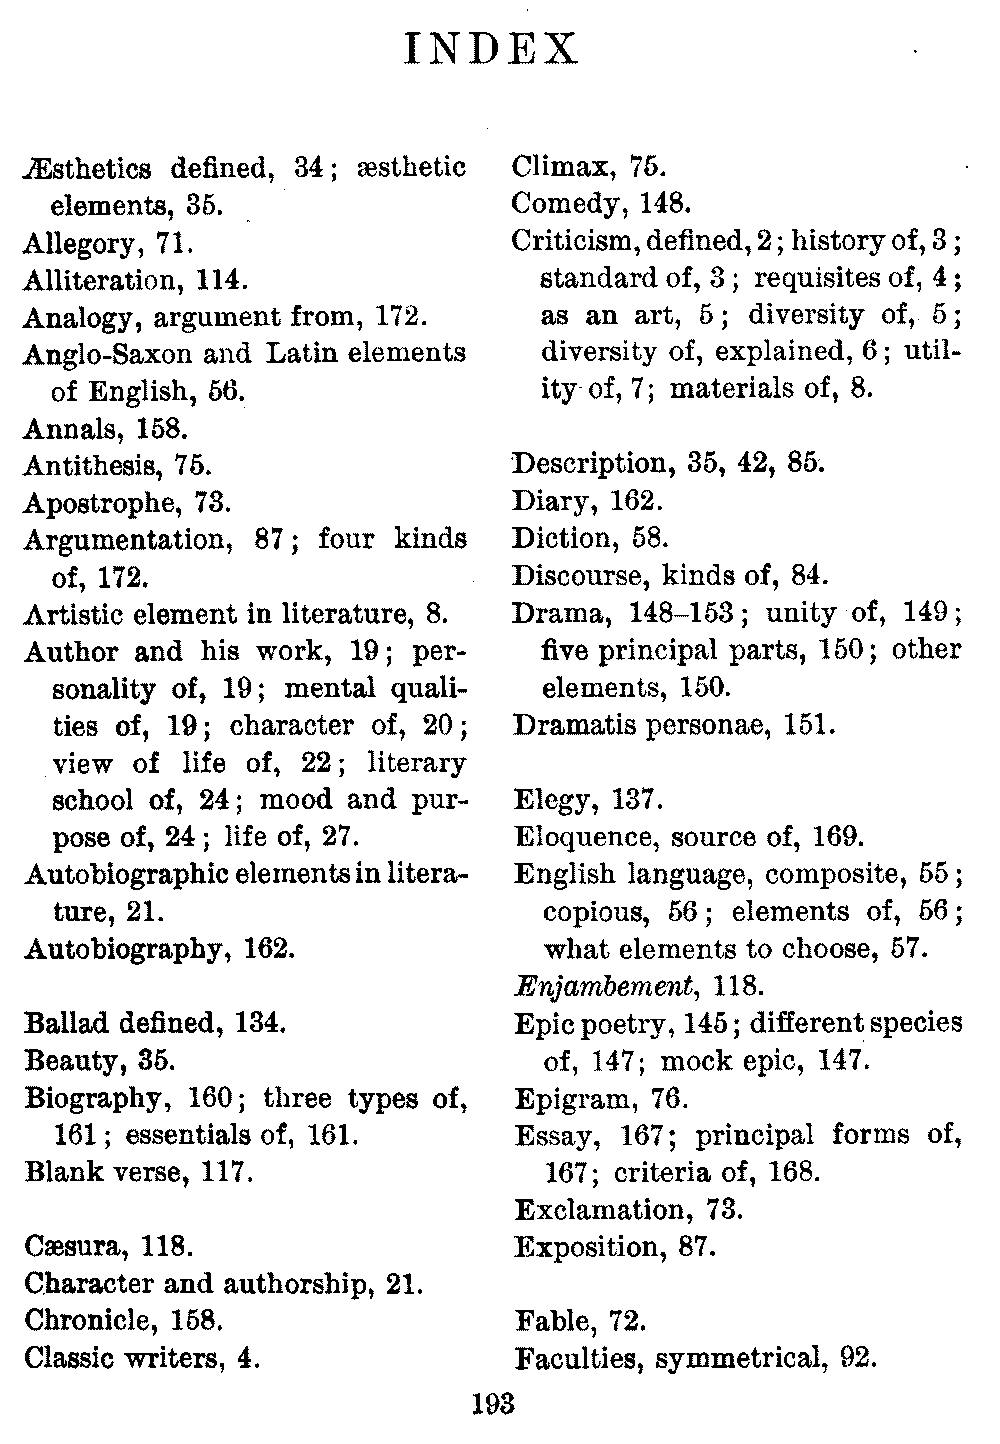 INDEX
Æsthetics defined, 34; æsthetic
elements, 35.
Allegory, 71.
Alliteration, 114.
Analogy, argument from, 172.
Anglo-Saxon and Latin elements
of English, 56.
Annals, 158.
Antithesis, 75.
Apostrophe, 73.
Argumentation, 87; four kinds
of, 172.
Artistic element in literature, 8.
Author and his work, 19; per-
sonality of, 19; mental quali-
ties of, 19; character of, 20;
view of life of, 22; literary
school of, 24; mood and pur-
pose of, 24; life of, 27.
Autobiographic elements in litera-
ture, 21.
Autobiography, 162.
Ballad defined, 134.
Beauty, 35.
Biography, 160; three types of,
161; essentials of, 161.
Blank verse, 117.
Cæsura, 118.
Character and authorship, 21.
Chronicle, 158.
Classic writers, 4.
Climax, 75.
Comedy, 148.
Criticism, defined, 2; history of, 3;
standard of, 3; requisites of, 4;
as an art, 5; diversity of, 5;
diversity of, explained, 6; util-
ity of, 7; materials of, 8.
Description, 35, 42, 85.
Diary, 162.
Diction, 58.
Discourse, kinds of, 84.
Drama, 148–153; unity of, 149;
five principal parts, 150; other
elements, 150.
Dramatis personae, 151.
Elegy, 137.
Eloquence, source of, 169.
English language, composite, 55;
copious, 56; elements of, 56;
what elements to choose, 57.
Enjambement, 118.
Epic poetry, 145; different species
of, 147; mock epic, 147.
Epigram, 76.
Essay, 167; principal forms of,
167; criteria of, 168.
Exclamation, 73.
Exposition, 87.
Fable, 72.
Faculties, symmetrical, 92.
193